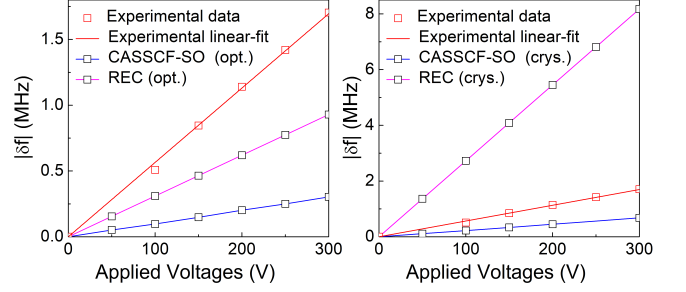 Experimental data
Experimental linear-fit
CASSCF-SO (opt.)
REC (opt.)
|δf| (MHz)
1.5
1.0
0.5
0.0
0 100 200 300
Applied Voltages (V)
Experimental data
Experimental linear-fit
CASSCF-SO (crys.)
REC (crys.)
|δf| (MHz)
8
6
4
2
0
0 100 200 300
Applied Voltages (V)